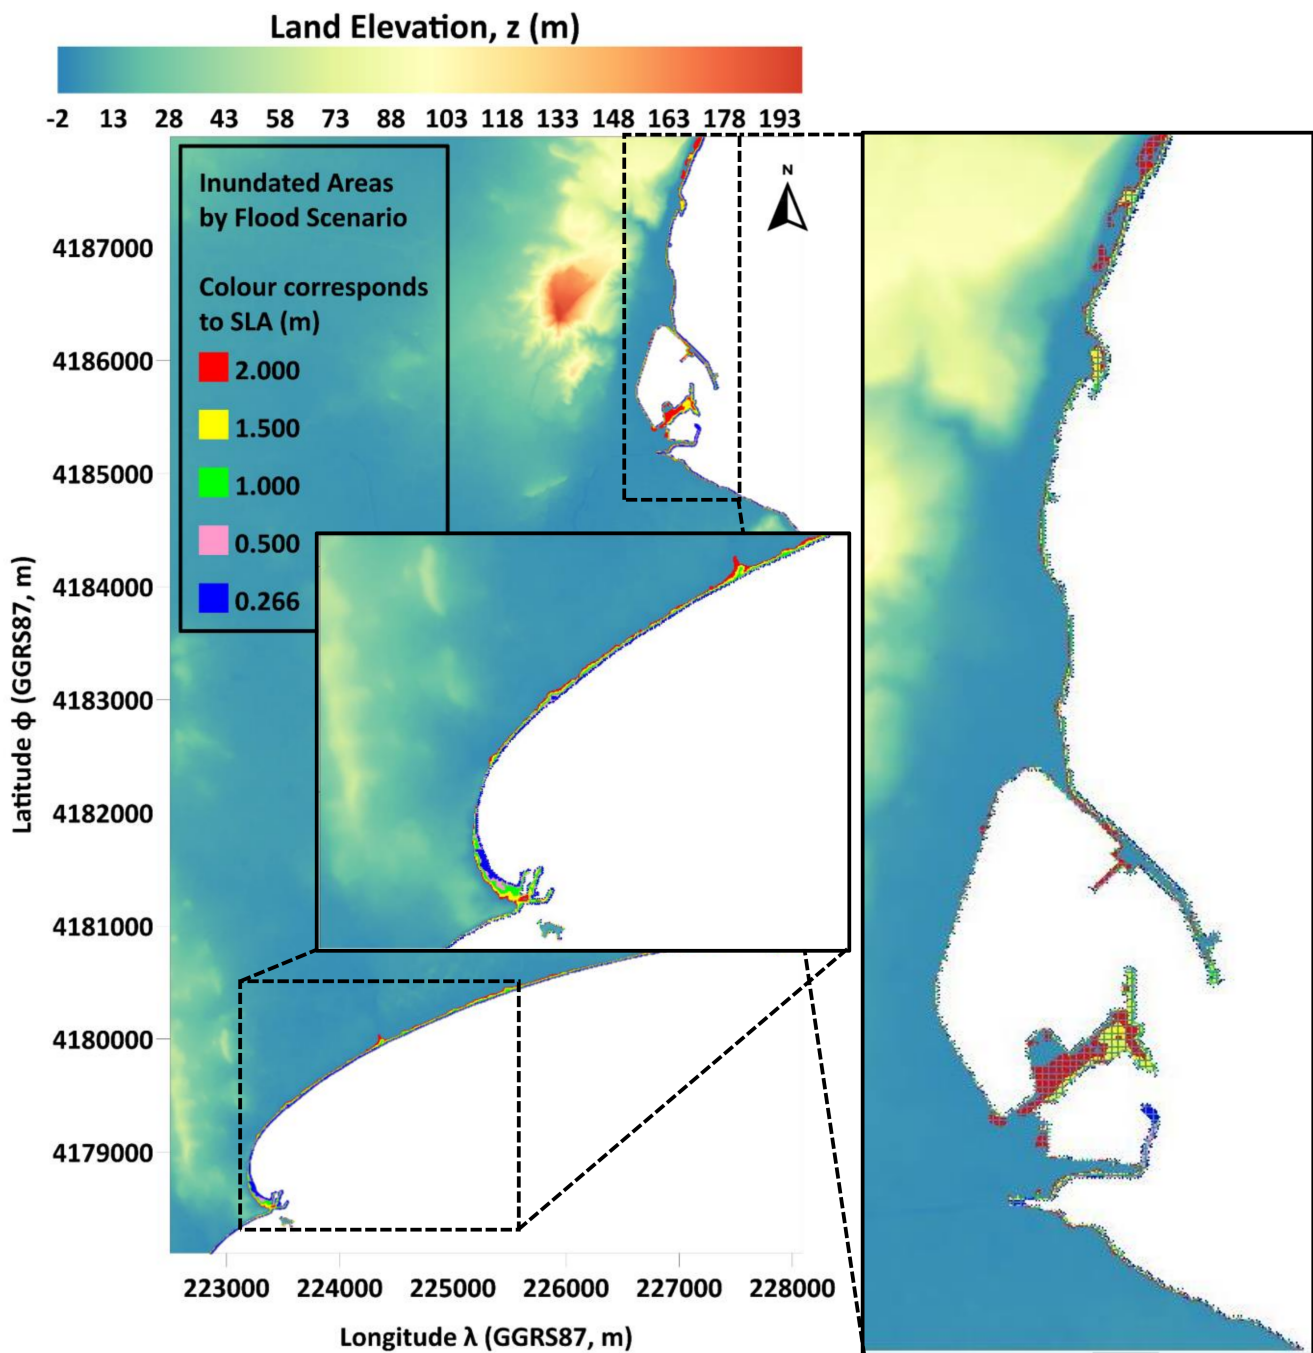 Land Elevation, z (m)
-2 13 28 43 58 73 88 103 118 133 148 163 178 193
Inundated Areas
by Flood Scenario
Colour corresponds
to SLA (m)
2.000
1.500
1.000
0.500
0.266
N
Latitude ϕ (GGRS87, m)
4187000
4186000
4185000
4184000
4183000
4182000
4181000
4180000
4179000
223000 224000 225000 226000 227000 228000
Longitude λ (GGRS87, m)